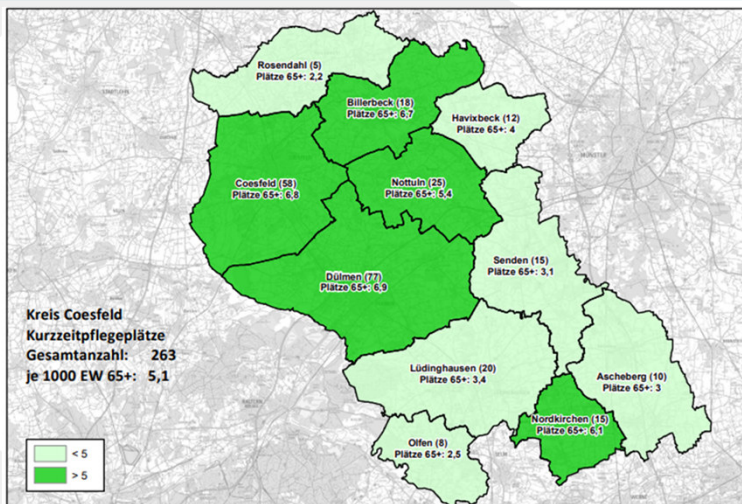 Rosendahl (5)
Plätze 65+: 2,2
Billerbeck (18)
Plätze 65+: 6,7
Havixbeck (12)
Plätze 65+: 4
MÜNSTER
Coesfeld (58)
Plätze 65+: 6,8
Nottuln (25)
Plätze 65+: 5,4
Senden (15)
Plätze 65+: 3,1
Dülmen (77)
Plätze 65+: 6,9
Kreis Coesfeld
Kurzzeitpflegeplätze
Gesamtanzahl: 263
je 1000 EW 65+: 5,1
Lüdinghausen (20)
Plätze 65+: 3,4
Ascheberg (10)
Plätze 65+: 3
Nordkirchen (15)
Plätze 65+: 6,1
Olfen (8)
Plätze 65+: 2,5
< 5
> 5